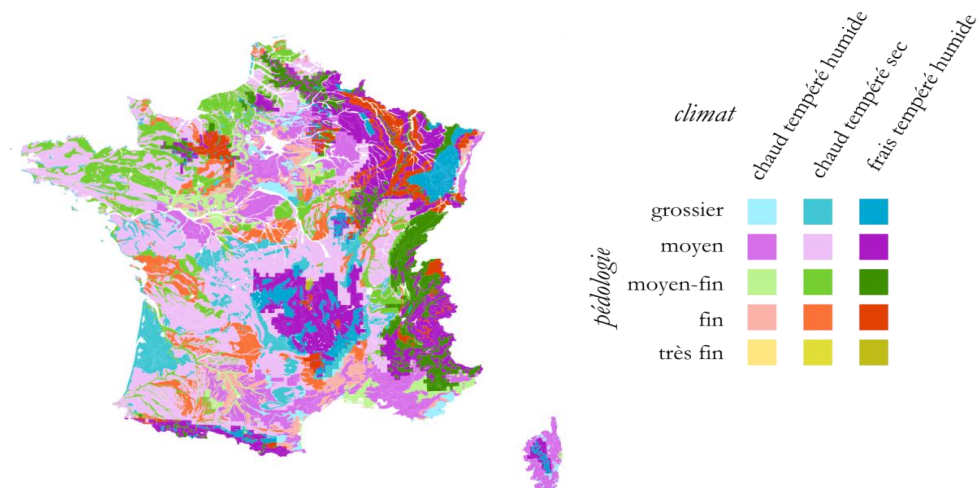 climat
chaud tempéré humide
chaud tempéré sec
frais tempéré humide
pédologie
grossier
moyen
moyen-fin
fin
très fin